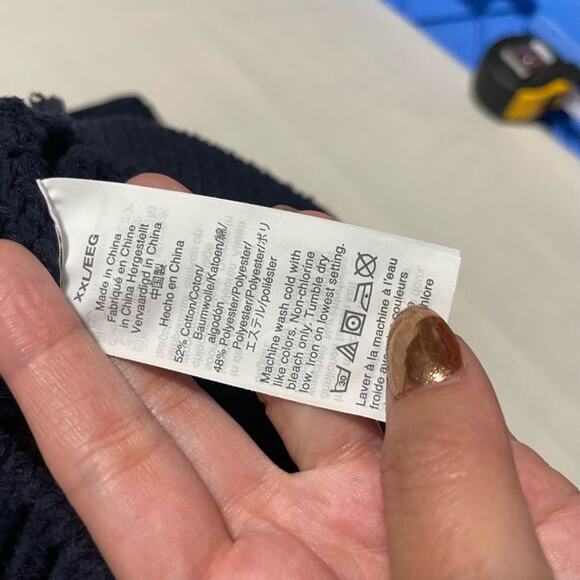 XXL/EEG
Made in China
Fabriqué en Chine
in China Hergestellt
Vervaardigd in China
中国製
Hecho en China
52% Cotton/Coton/
Baumwolle/Katoen/綿/
algodón
48% Polyester/Polyester/
Polyester/Polyester/ポリ
エステル/poliéster
Machine wash cold with
like colors. Non-chlorine
bleach only. Tumble dry
low. Iron on lowest setting.
30
Laver à la machine à l'eau
froide avec couleurs
chlore